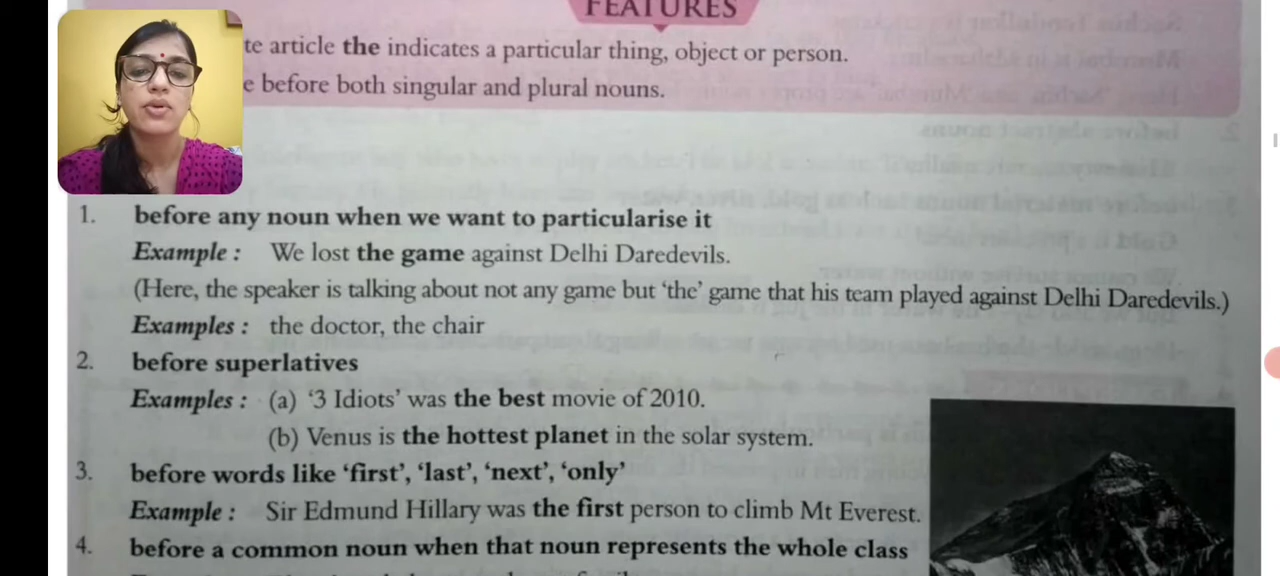 FEATURES
te article the indicates a particular thing, object or person.
e before both singular and plural nouns.
1. before any noun when we want to particularise it
Example : We lost the game against Delhi Daredevils.
(Here, the speaker is talking about not any game but ‘the’ game that his team played against Delhi Daredevils.)
Examples : the doctor, the chair
2. before superlatives
Examples : (a) ‘3 Idiots’ was the best movie of 2010.
(b) Venus is the hottest planet in the solar system.
3. before words like ‘first’, ‘last’, ‘next’, ‘only’
Example : Sir Edmund Hillary was the first person to climb Mt Everest.
4. before a common noun when that noun represents the whole class